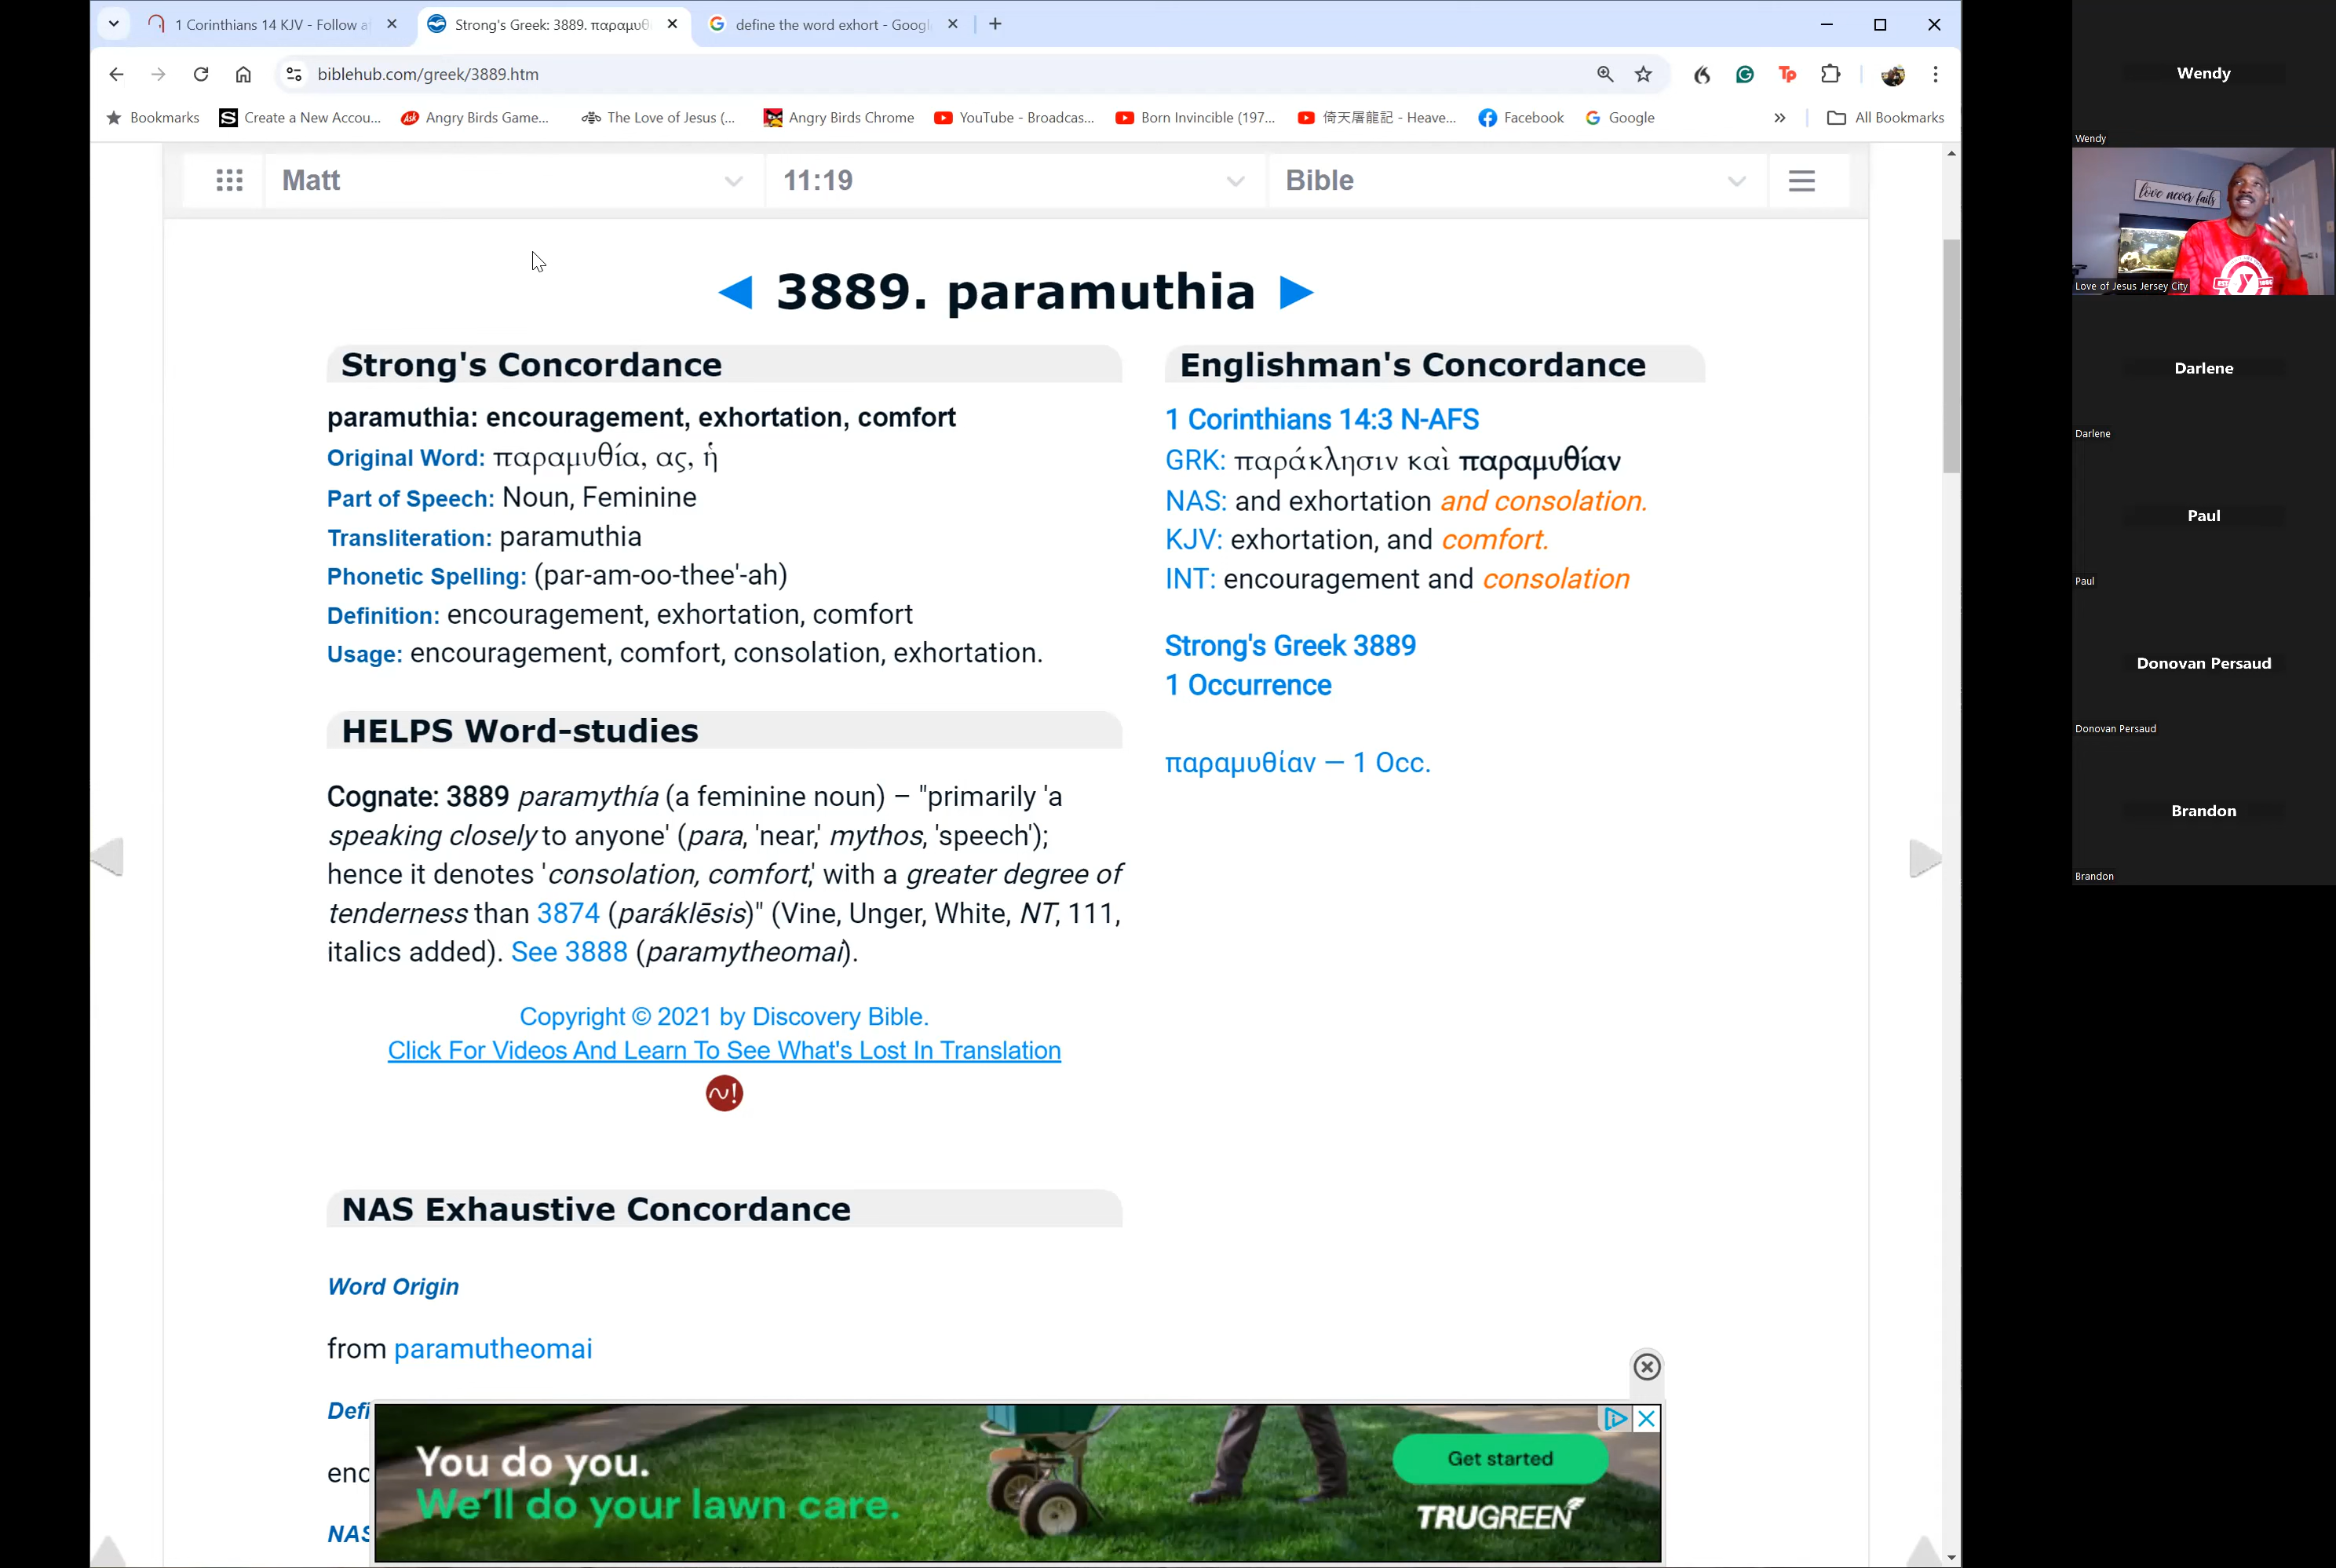 1 Corinthians 14 KJV - Follow a
Strong's Greek: 3889. παραμυθ
define the word exhort - Googl
biblehub.com/greek/3889.htm
Bookmarks
Create a New Accou...
Angry Birds Game...
The Love of Jesus (...
Angry Birds Chrome
YouTube - Broadcas...
Born Invincible (197...
倚天屠龍記 - Heave...
Facebook
Google
All Bookmarks
Matt
11:19
Bible
3889. paramuthia
Strong's Concordance
paramuthia: encouragement, exhortation, comfort
Original Word: παραμυθία, ας, ἡ
Part of Speech: Noun, Feminine
Transliteration: paramuthia
Phonetic Spelling: (par-am-oo-thee'-ah)
Definition: encouragement, exhortation, comfort
Usage: encouragement, comfort, consolation, exhortation.
HELPS Word-studies
Cognate: 3889 paramythía (a feminine noun) – "primarily 'a
speaking closely to anyone' (para, 'near,' mythos, 'speech');
hence it denotes 'consolation, comfort,' with a greater degree of
tenderness than 3874 (paráklēsis)" (Vine, Unger, White, NT, 111,
italics added). See 3888 (paramytheomai).
Copyright © 2021 by Discovery Bible.
Click For Videos And Learn To See What's Lost In Translation
NAS Exhaustive Concordance
Word Origin
from paramutheomai
Defi
enc
NAS
Englishman's Concordance
1 Corinthians 14:3 N-AFS
GRK: παράκλησιν καὶ παραμυθίαν
NAS: and exhortation and consolation.
KJV: exhortation, and comfort.
INT: encouragement and consolation
Strong's Greek 3889
1 Occurrence
παραμυθίαν — 1 Occ.
You do you.
We'll do your lawn care.
Get started
TRUGREEN
Wendy
Wendy
love never fails
Love of Jesus Jersey City
Darlene
Darlene
Paul
Paul
Donovan Persaud
Donovan Persaud
Brandon
Brandon